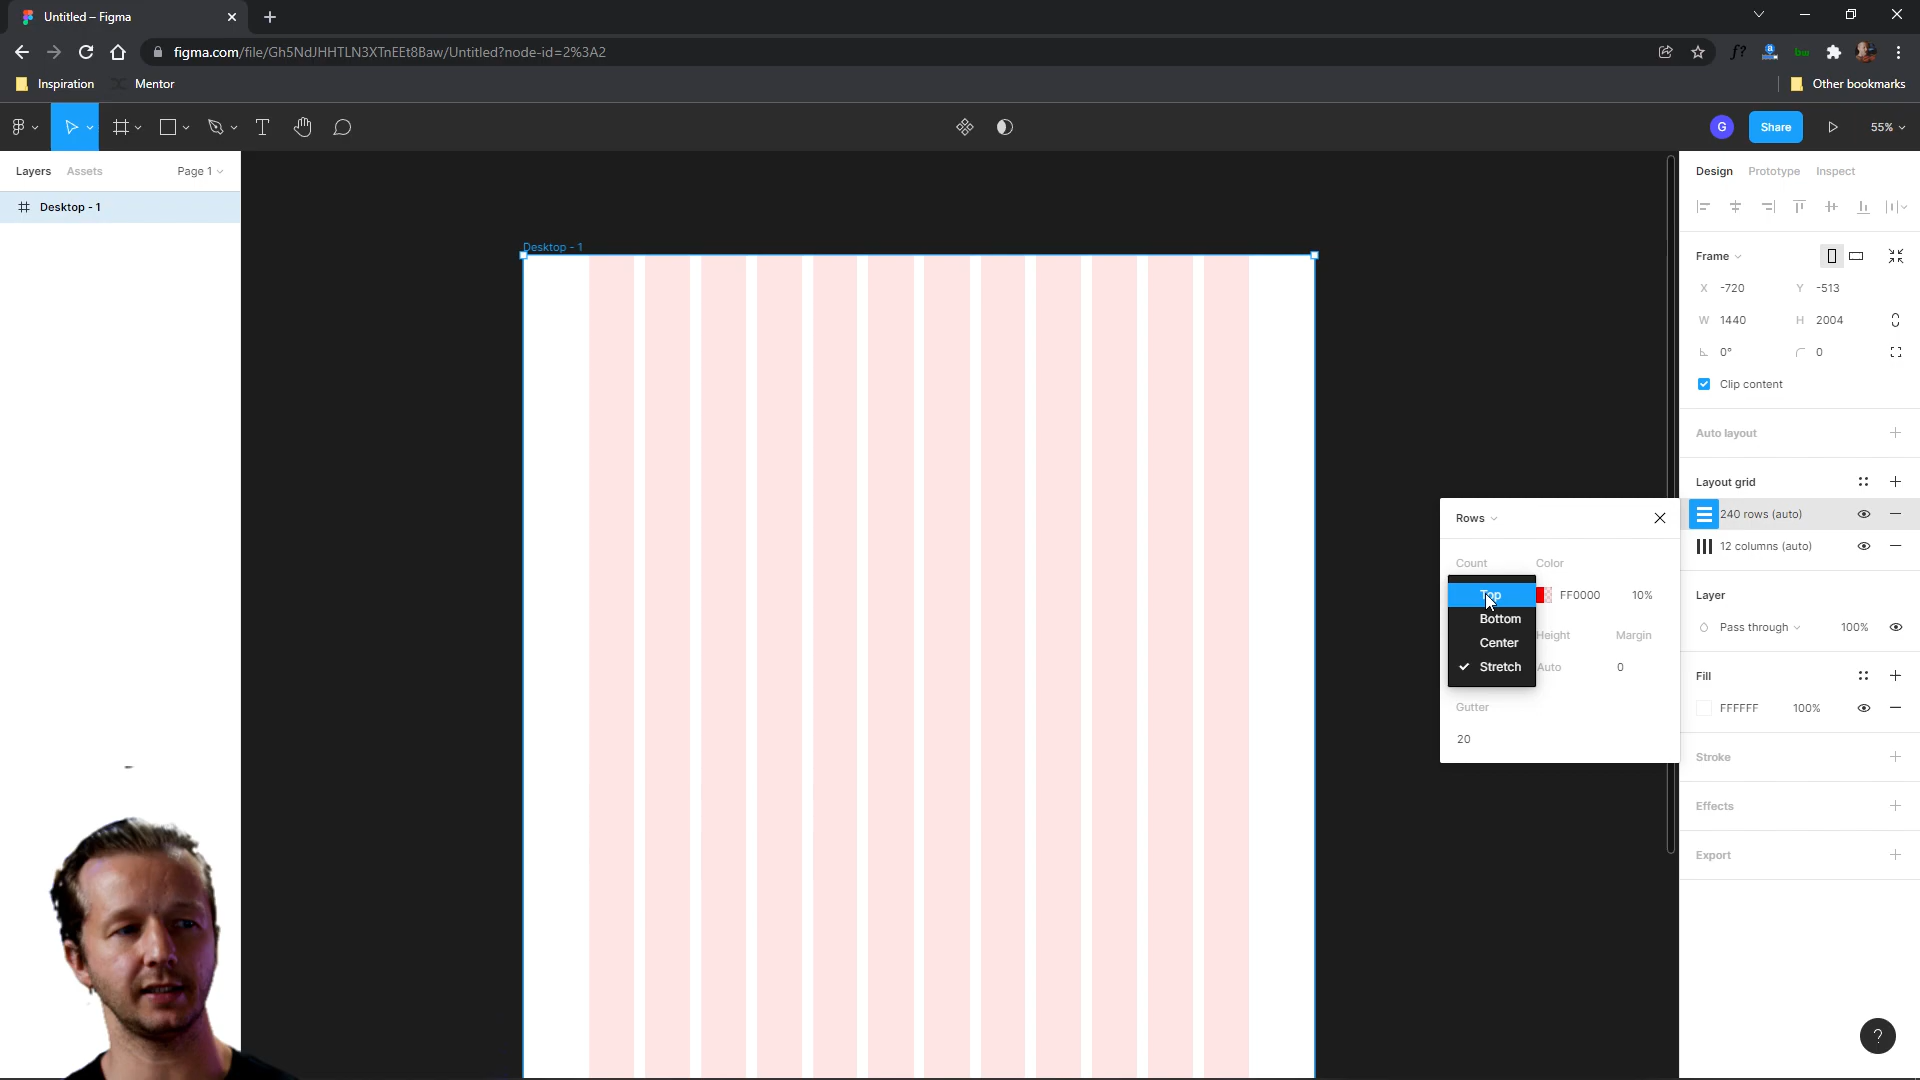 Untitled – Figma
figma.com/file/Gh5NdJHHTLN3XTnEEt8Baw/Untitled?node-id=2%3A2
f?
a
bw
Inspiration
Mentor
Other bookmarks
G
Share
55%
Layers
Assets
Page 1
Desktop - 1
Desktop - 1
Design
Prototype
Inspect
Frame
X -720
Y -513
W 1440
H 2004
0°
0
Clip content
Auto layout
Layout grid
240 rows (auto)
12 columns (auto)
Rows
Count
Color
Top
Bottom
Center
Stretch
FF0000
10%
Height
Margin
Auto
0
Gutter
20
Layer
Pass through
100%
Fill
FFFFFF
100%
Stroke
Effects
Export
?